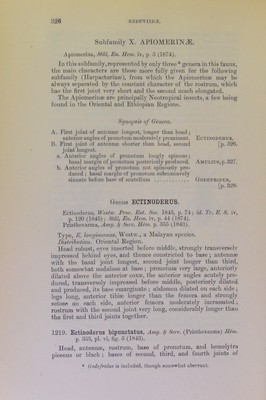 326 REDUVIIDÆ.
Subfamily X. APIOMERINÆ.
Apiomerina, Stål, En. Hem. iv, p. 3 (1874).
In this subfamily, represented by only three * genera in this fauna,
the main characters are those more fully given for the following
subfamily (Harpactorinæ), from which the Apiomerinæ may be
always separated by the constant character of the rostrum, which
has the first joint very short and the second much elongated.
The Apiomerinæ are principally Neotropical insects, a few being
found in the Oriental and Ethiopian Regions.
Synopsis of Genera.
A. First joint of antennæ longest, longer than head;
anterior angles of pronotum moderately prominent. ECTINODERUS,
[p. 326.
B. First joint of antennæ shorter than head, second
joint longest.
a. Anterior angles of pronotum longly spinous;
basal margin of pronotum posteriorly produced. AMULIUS, p. 327.
b. Anterior angles of pronotum not spinously produced; basal margin of pronotum subconvexly
sinuate before base of scutellum
[p. 329.
Genus ECTINODERUS.
Ectinoderus, Westw. Proc. Ent. Soc. 1843, p. 74; id. Tr. E. S. iv,
p. 120 (1845); Stål, En. Hem. iv, p. 44 (1874).
Pristhevarma, Amy. & Serv. Hém. p. 353 (1843).
Type, E. longimanus, Westw., a Malayan species.
Distribution. Oriental Region.
Head robust, eyes inserted before middle, strongly transversely
impressed behind eyes, and thence constricted to base; antennæ
with the basal joint longest, second joint longer than third,
both somewhat nodulose at base; pronotum very large, anteriorly
dilated above the anterior coxæ, the anterior angles acutely produced, transversely impressed before middle, posteriorly dilated
and produced, its base emarginate; abdomen dilated on each side;
legs long, anterior tibiæ longer than the femora and strongly
setose on each side, anterior femora moderately incrassated;
rostrum with the second joint very long, considerably longer than
the first and third joints together.
1219. Ectinoderus bipunctatus, Amy. & Serv. (Pristhevarma) Hém.
p. 353, pl. vi, fig. 6 (1843).
Head, antennæ, rostrum, base of pronotum, and hemelytra
piceous or black; bases of second, third, and fourth joints of
* is included, though somewhat aberrant.